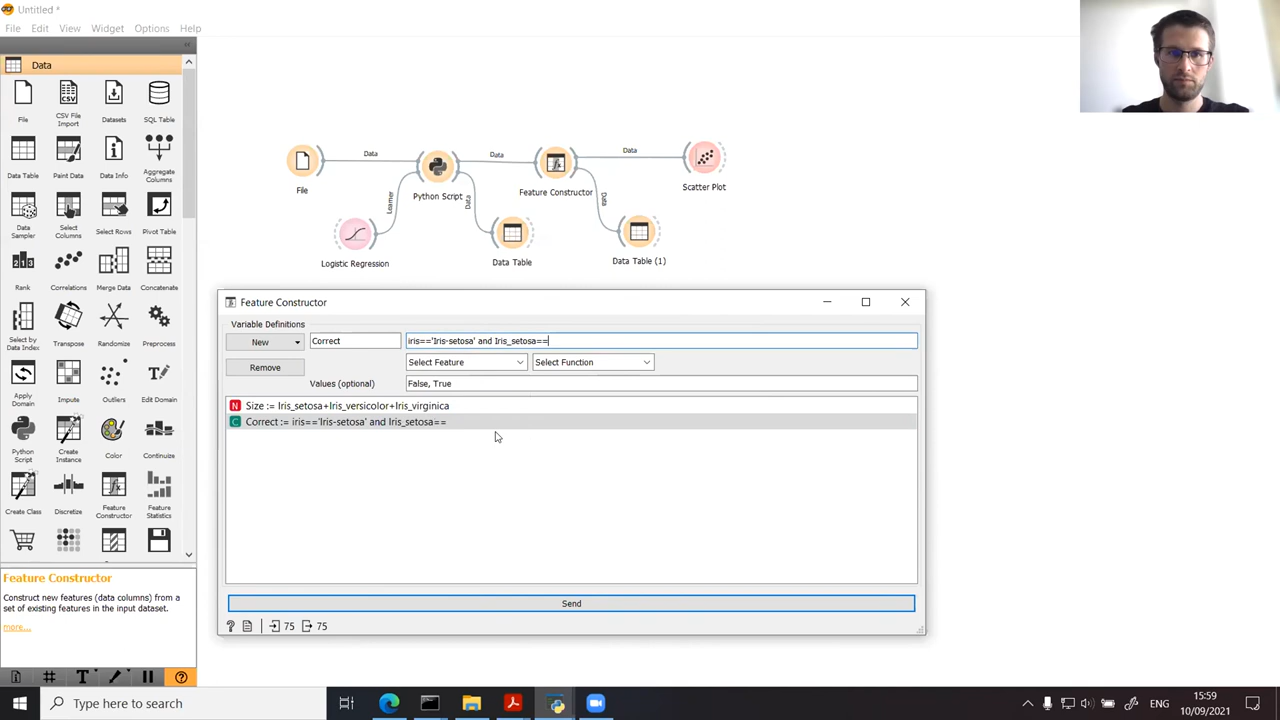 Untitled *
File Edit View Widget Options Help
Data
File
CSV File Import
Datasets
SQL Table
Data Table
Paint Data
Data Info
Aggregate Columns
Data Sampler
Select Columns
Select Rows
Pivot Table
Rank
Correlations
Merge Data
Concatenate
Select by Data Index
Transpose
Randomize
Preprocess
Apply Domain
Impute
Outliers
Edit Domain
Python Script
Create Instance
Color
Continuize
Create Class
Discretize
Feature Constructor
Feature Statistics
Feature Constructor
Construct new features (data columns) from a
set of existing features in the input dataset.
more...
File
Data
Python Script
Data
Feature Constructor
Data
Scatter Plot
Learner
Data
Data
Logistic Regression
Data Table
Data Table (1)
Feature Constructor
Variable Definitions
New
Correct
iris=='Iris-setosa' and Iris_setosa==
Select Feature
Select Function
Remove
Values (optional)
False, True
N Size := Iris_setosa+Iris_versicolor+Iris_virginica
C Correct := iris=='Iris-setosa' and Iris_setosa==
Send
? 75 75
Type here to search
ENG
15:59
10/09/2021